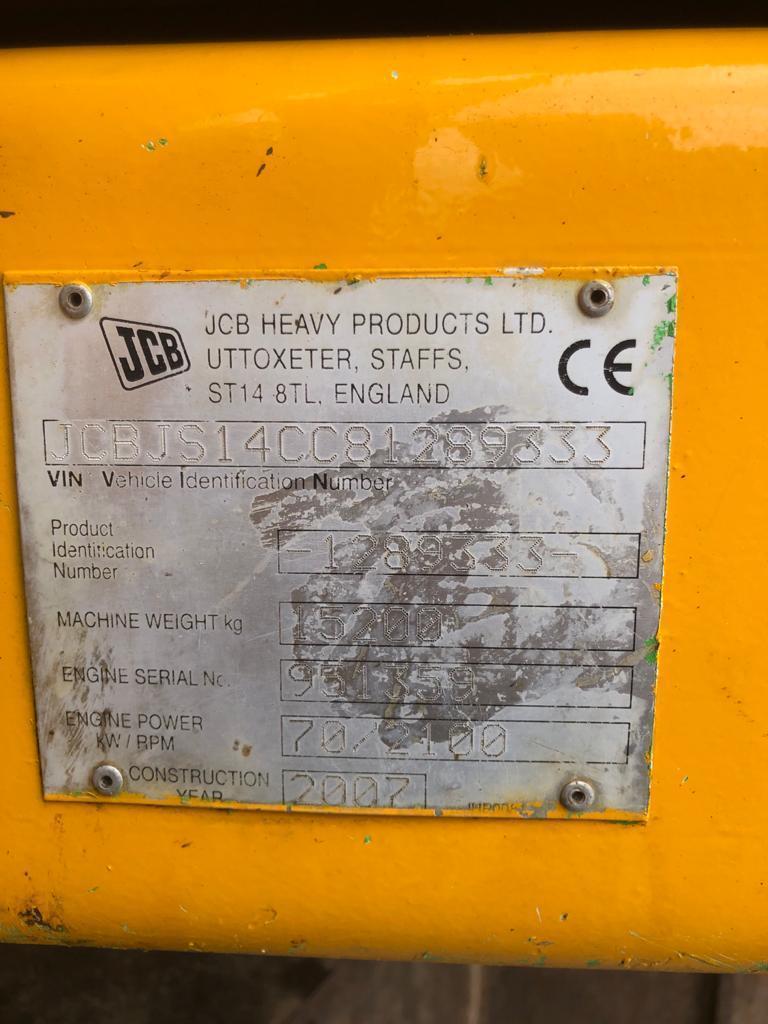 JCB
JCB HEAVY PRODUCTS LTD.
UTTOXETER, STAFFS,
ST14 8TL, ENGLAND
CE
JCBJS14CC81289333
VIN Vehicle Identification Number
Product
Identification
Number
-1289333-
MACHINE WEIGHT kg
15200
ENGINE SERIAL No.
951359
ENGINE POWER
KW / RPM
70/2100
CONSTRUCTION
YEAR
2007